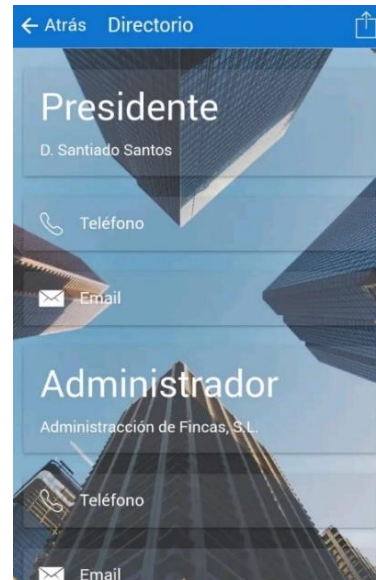 Atrás Directorio
Presidente
D. Santiado Santos
Teléfono
Email
Administrador
Administracción de Fincas, S.L.
Teléfono
Email